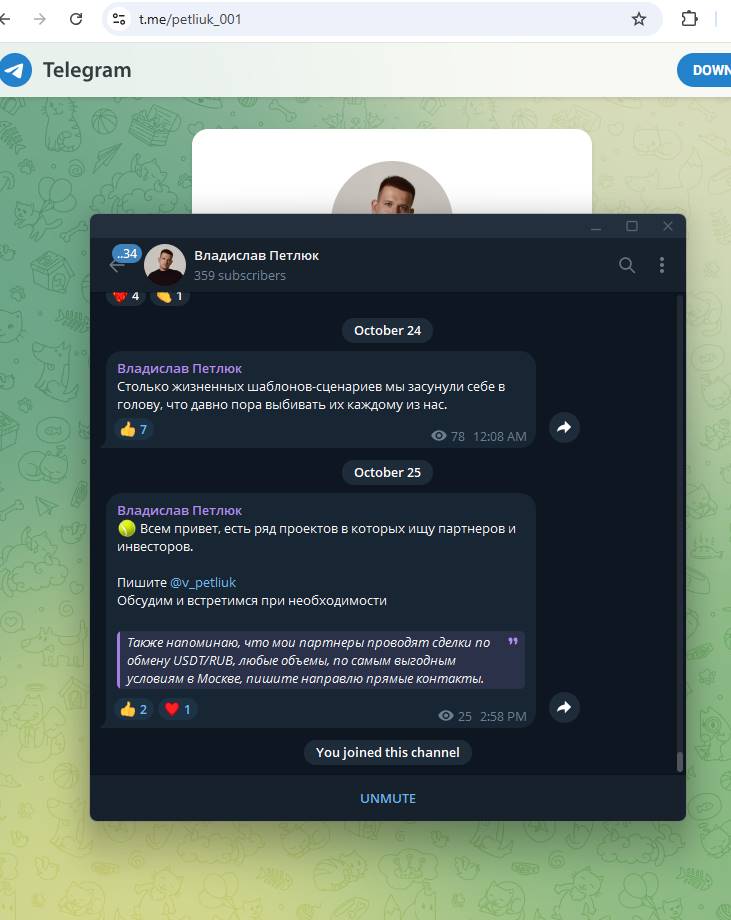 t.me/petliuk_001
Telegram
DOWN
..34
Владислав Петлюк
359 subscribers
4
1
October 24
Владислав Петлюк
Столько жизненных шаблонов-сценариев мы засунули себе в
голову, что давно пора выбивать их каждому из нас.
7
78 12:08 AM
October 25
Владислав Петлюк
Всем привет, есть ряд проектов в которых ищу партнеров и
инвесторов.
Пишите @v_petliuk
Обсудим и встретимся при необходимости
Также напоминаю, что мои партнеры проводят сделки по
обмену USDT/RUB, любые объемы, по самым выгодным
условиям в Москве, пишите направлю прямые контакты.
2
1
25 2:58 PM
You joined this channel
UNMUTE